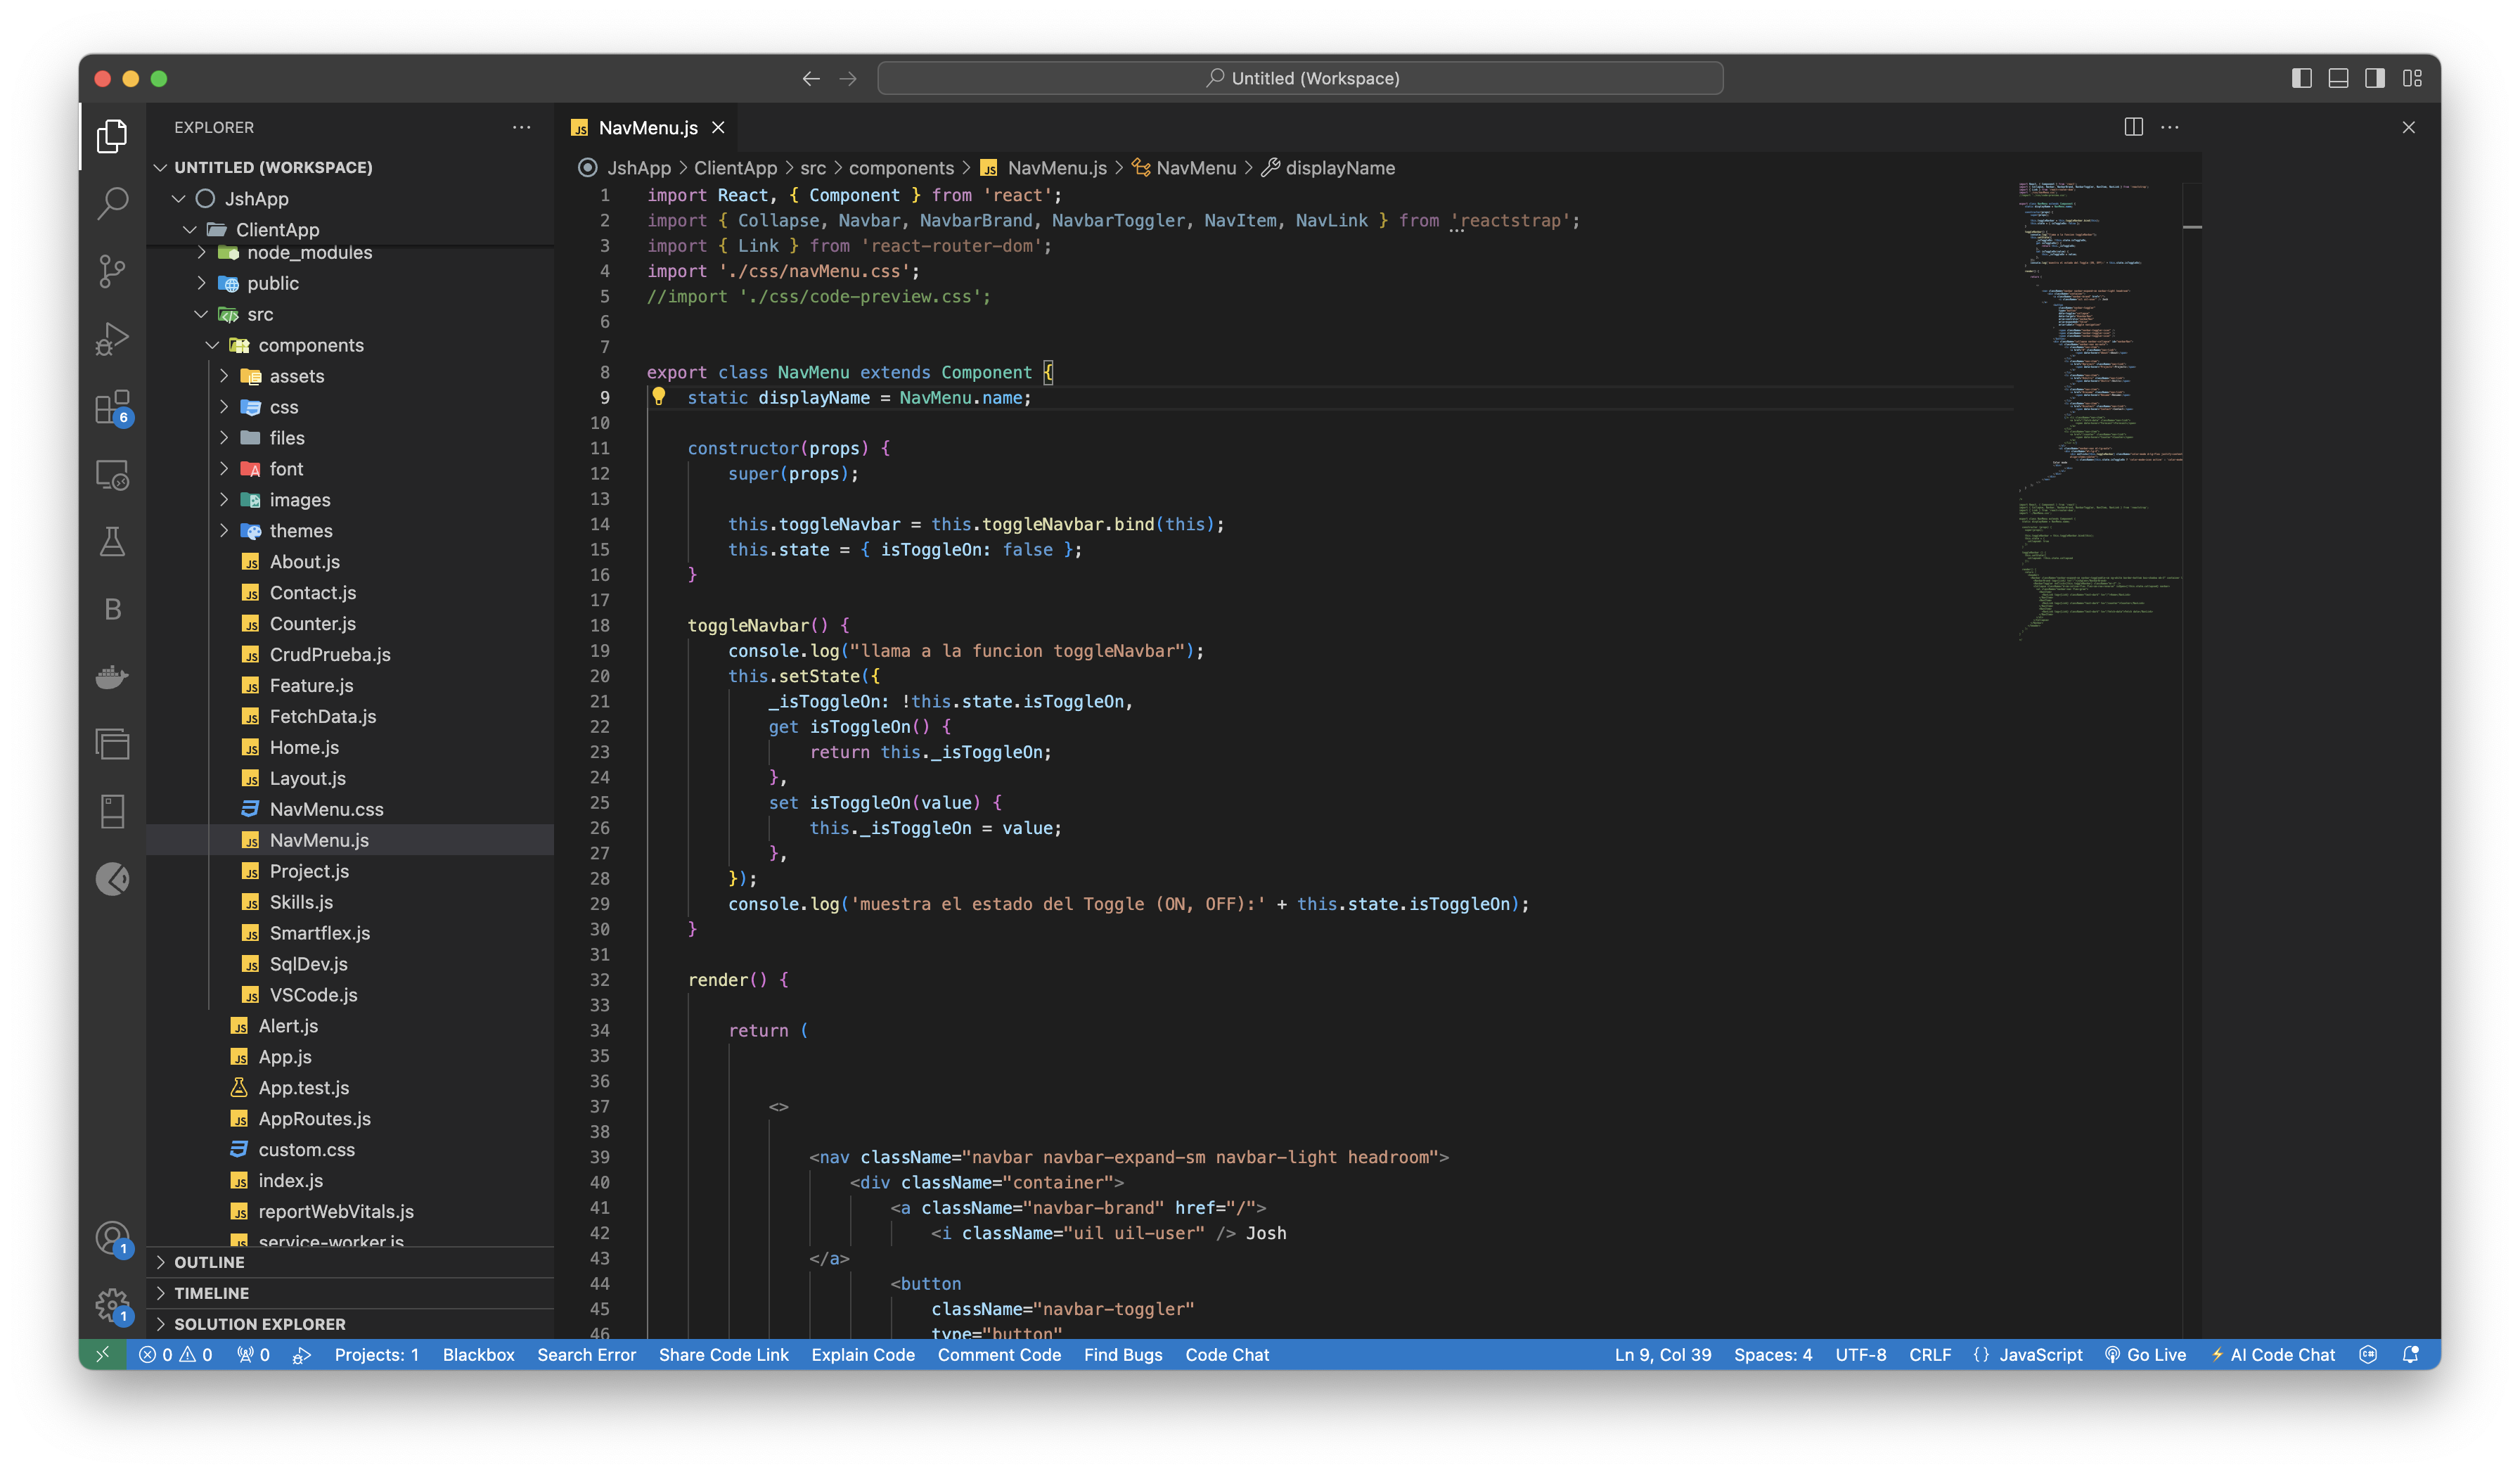 Untitled (Workspace)
EXPLORER
UNTITLED (WORKSPACE)
JshApp
ClientApp
node_modules
public
src
components
assets
css
files
font
images
themes
About.js
Contact.js
Counter.js
CrudPrueba.js
Feature.js
FetchData.js
Home.js
Layout.js
NavMenu.css
NavMenu.js
Project.js
Skills.js
Smartflex.js
SqlDev.js
VSCode.js
Alert.js
App.js
App.test.js
AppRoutes.js
custom.css
index.js
reportWebVitals.js
service-worker.js
OUTLINE
TIMELINE
SOLUTION EXPLORER
6
B
1
1
JS NavMenu.js
JshApp > ClientApp > src > components > JS NavMenu.js > NavMenu > displayName
1 import React, { Component } from 'react';
2 import { Collapse, Navbar, NavbarBrand, NavbarToggler, NavItem, NavLink } from 'reactstrap';
3 import { Link } from 'react-router-dom';
4 import './css/navMenu.css';
5 //import './css/code-preview.css';
6
7
8 export class NavMenu extends Component {
9 static displayName = NavMenu.name;
10
11 constructor(props) {
12 super(props);
13
14 this.toggleNavbar = this.toggleNavbar.bind(this);
15 this.state = { isToggleOn: false };
16 }
17
18 toggleNavbar() {
19 console.log("llama a la funcion toggleNavbar");
20 this.setState({
21 _isToggleOn: !this.state.isToggleOn,
22 get isToggleOn() {
23 return this._isToggleOn;
24 },
25 set isToggleOn(value) {
26 this._isToggleOn = value;
27 },
28 });
29 console.log('muestra el estado del Toggle (ON, OFF):' + this.state.isToggleOn);
30 }
31
32 render() {
33
34 return (
35
36
37 <>
38
39 <nav className="navbar navbar-expand-sm navbar-light headroom">
40 <div className="container">
41 <a className="navbar-brand" href="/">
42 <i className="uil uil-user" /> Josh
43 </a>
44 <button
45 className="navbar-toggler"
46 type="button"
0 0 0 Projects: 1 Blackbox Search Error Share Code Link Explain Code Comment Code Find Bugs Code Chat Ln 9, Col 39 Spaces: 4 UTF-8 CRLF {} JavaScript Go Live AI Code Chat